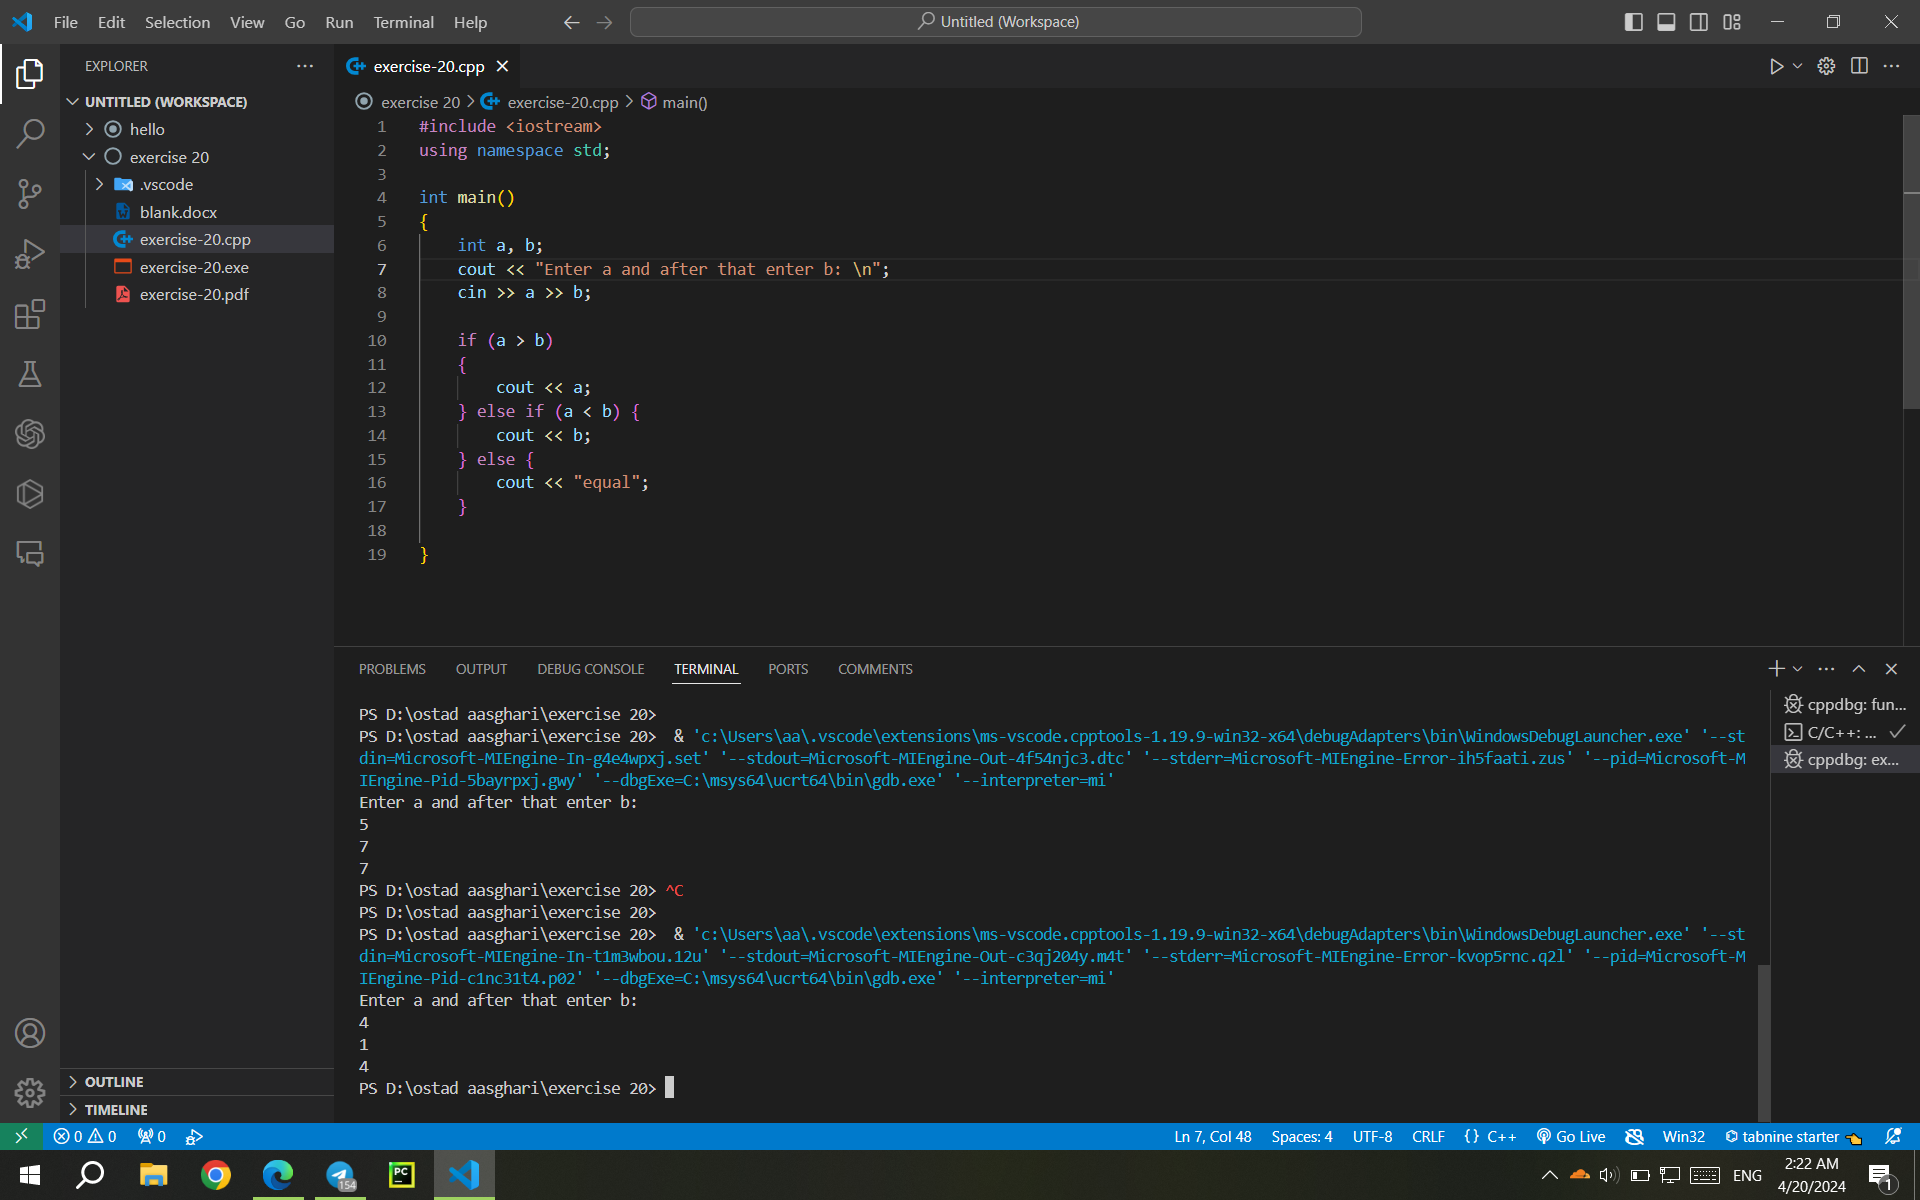 File Edit Selection View Go Run Terminal Help
Untitled (Workspace)
EXPLORER
UNTITLED (WORKSPACE)
hello
exercise 20
.vscode
blank.docx
exercise-20.cpp
exercise-20.exe
exercise-20.pdf
OUTLINE
TIMELINE
exercise-20.cpp
exercise 20 > exercise-20.cpp > main()
1 #include <iostream>
2 using namespace std;
3
4 int main()
5 {
6     int a, b;
7     cout << "Enter a and after that enter b: \n";
8     cin >> a >> b;
9
10     if (a > b)
11     {
12         cout << a;
13     } else if (a < b) {
14         cout << b;
15     } else {
16         cout << "equal";
17     }
18
19 }
PROBLEMS OUTPUT DEBUG CONSOLE TERMINAL PORTS COMMENTS
PS D:\ostad aasghari\exercise 20>
PS D:\ostad aasghari\exercise 20>  & 'c:\Users\aa\.vscode\extensions\ms-vscode.cpptools-1.19.9-win32-x64\debugAdapters\bin\WindowsDebugLauncher.exe' '--st
din=Microsoft-MIEngine-In-g4e4wpxj.set' '--stdout=Microsoft-MIEngine-Out-4f54njc3.dtc' '--stderr=Microsoft-MIEngine-Error-ih5faati.zus' '--pid=Microsoft-M
IEngine-Pid-5bayrpxj.gwy' '--dbgExe=C:\msys64\ucrt64\bin\gdb.exe' '--interpreter=mi'
Enter a and after that enter b:
5
7
7
PS D:\ostad aasghari\exercise 20> ^C
PS D:\ostad aasghari\exercise 20>
PS D:\ostad aasghari\exercise 20>  & 'c:\Users\aa\.vscode\extensions\ms-vscode.cpptools-1.19.9-win32-x64\debugAdapters\bin\WindowsDebugLauncher.exe' '--st
din=Microsoft-MIEngine-In-t1m3wbou.12u' '--stdout=Microsoft-MIEngine-Out-c3qj204y.m4t' '--stderr=Microsoft-MIEngine-Error-kvop5rnc.q2l' '--pid=Microsoft-M
IEngine-Pid-c1nc31t4.p02' '--dbgExe=C:\msys64\ucrt64\bin\gdb.exe' '--interpreter=mi'
Enter a and after that enter b:
4
1
4
PS D:\ostad aasghari\exercise 20>
cppdbg: fun...
C/C++: ...
cppdbg: ex...
0 0 0 Ln 7, Col 48 Spaces: 4 UTF-8 CRLF {} C++ Go Live Win32 tabnine starter
154
PC
ENG
2:22 AM
4/20/2024
1